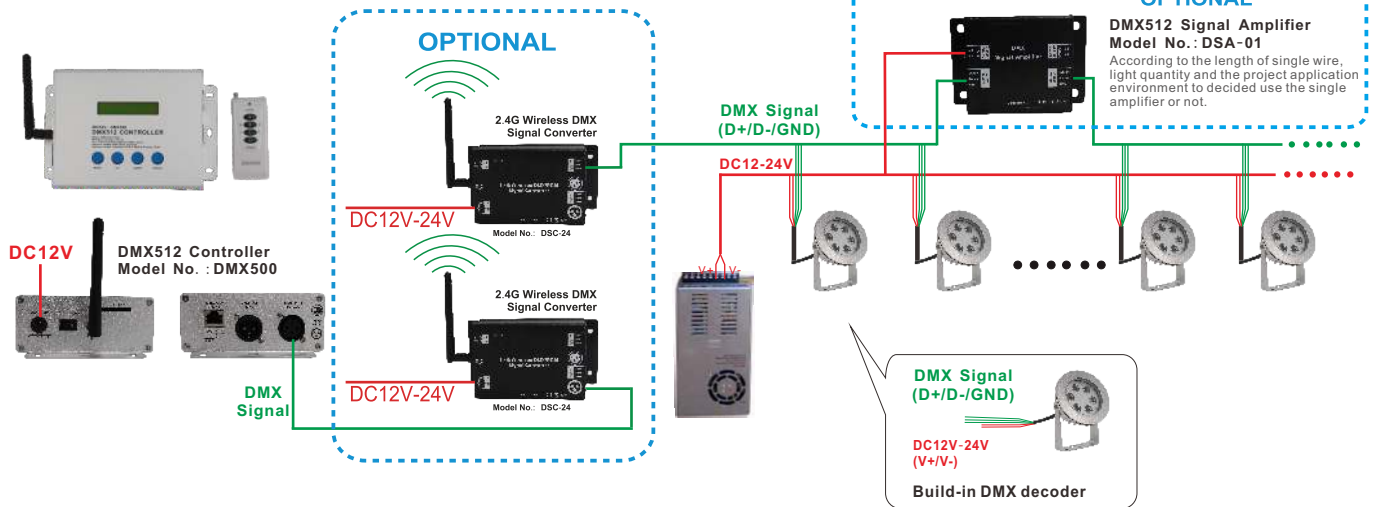 OPTIONAL
2.4G Wireless DMX
Signal Converter
DC12V-24V
Model No.: DSC-24
2.4G Wireless DMX
Signal Converter
DC12V-24V
Model No.: DSC-24
DMX512 CONTROLLER
DC12V
DMX512 Controller
Model No. :DMX500
DMX
Signal
OPTIONAL
DMX512 Signal Amplifier
Model No.: DSA-01
According to the length of single wire,
light quantity and the project application
environment to decided use the single
amplifier or not.
DMX
Signal Amplifier
DMX Signal
(D+/D-/GND)
DC12-24V
V+ V-
DMX Signal
(D+/D-/GND)
DC12V-24V
(V+/V-)
Build-in DMX decoder